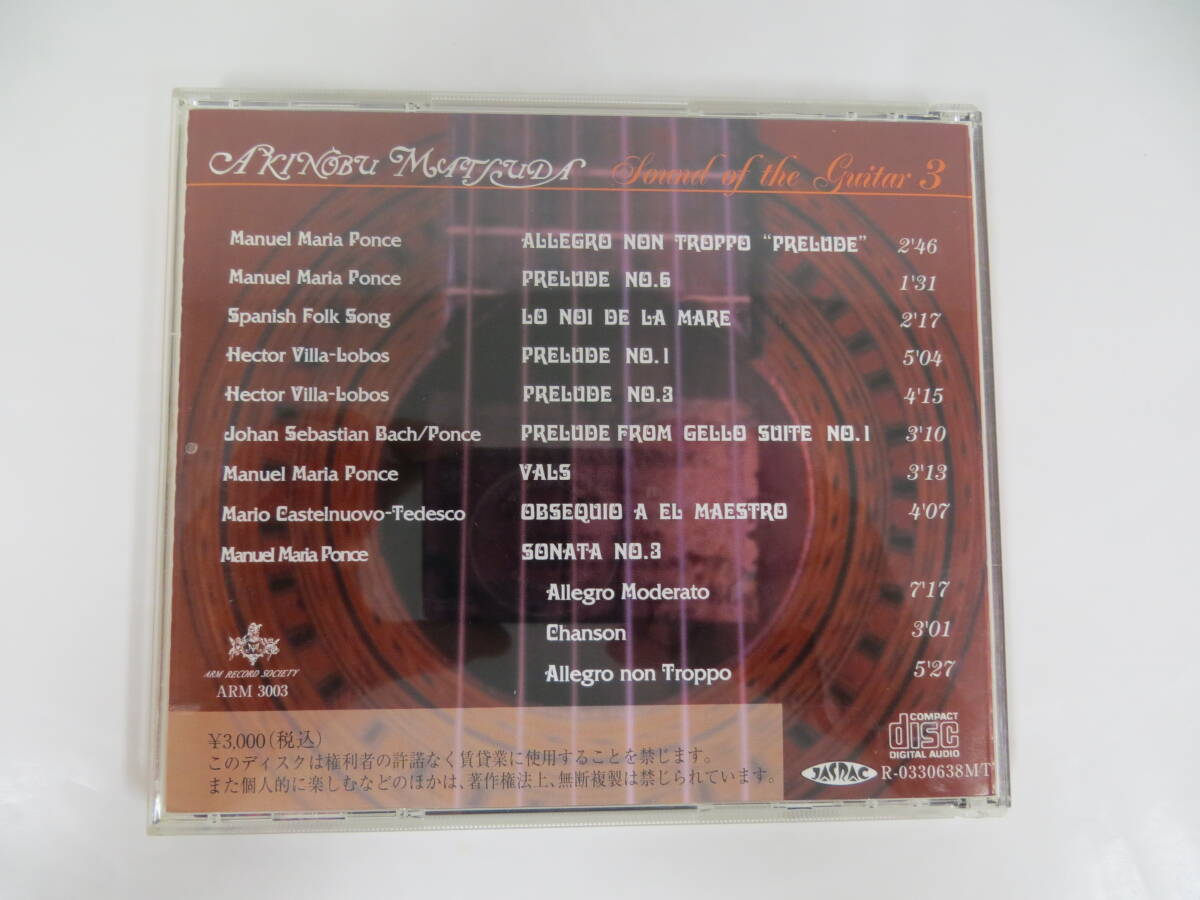 AKINOBU MATSUDA Sound of the Guitar 3
Manuel Maria Ponce ALLEGRO NON TROPPO “PRELUDE” 2'46
Manuel Maria Ponce PRELUDE NO.6 1'31
Spanish Folk Song LO NOI DE LA MARE 2'17
Hector Villa-Lobos PRELUDE NO.1 5'04
Hector Villa-Lobos PRELUDE NO.3 4'15
Johan Sebastian Bach/Ponce PRELUDE FROM GELLO SUITE NO.1 3'10
Manuel Maria Ponce VALS 3'13
Mario Castelnuovo-Tedesco OBSEQUIO A EL MAESTRO 4'07
Manuel Maria Ponce SONATA NO.3
Allegro Moderato 7'17
Chanson 3'01
Allegro non Troppo 5'27
ARM RECORD SOCIETY
ARM 3003
¥3,000(税込)
このディスクは権利者の許諾なく賃貸業に使用することを禁じます。
また個人的に楽しむなどのほかは、著作権法上、無断複製は禁じられています。
COMPACT
disc
DIGITAL AUDIO
JASRAC R-0330638MT